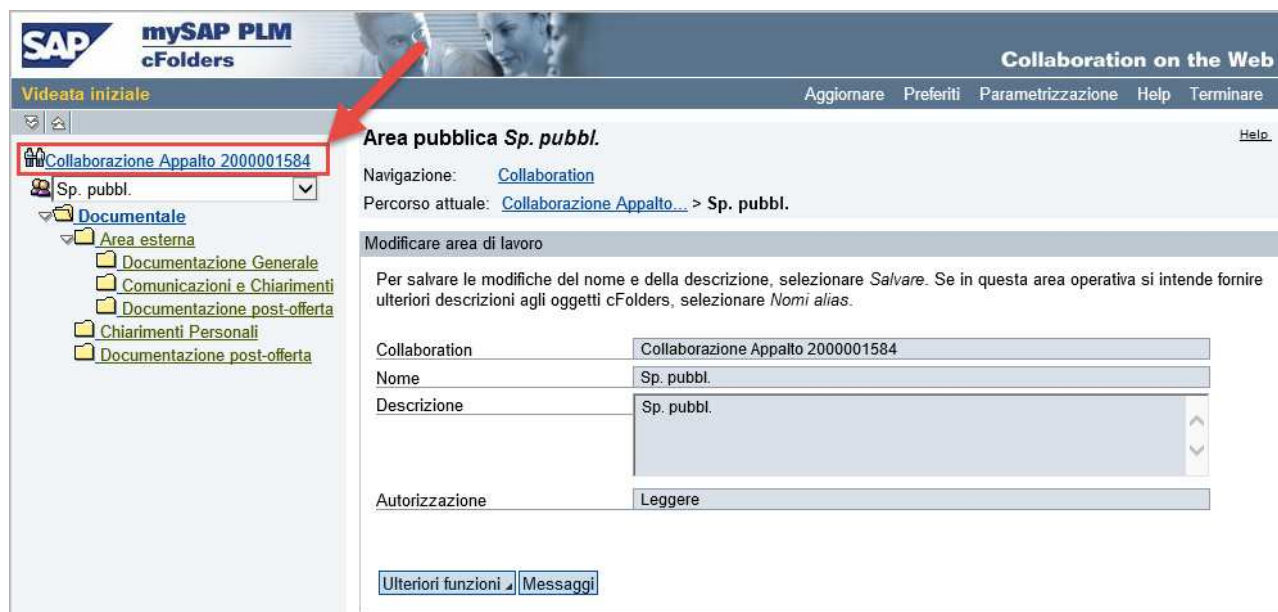 SAP
mySAP PLM
cFolders
Collaboration on the Web
Videata iniziale
Aggiornare Preferiti Parametrizzazione Help Terminare
Collaborazione Appalto 2000001584
Sp. pubbl.
Documentale
Area esterna
Documentazione Generale
Comunicazioni e Chiarimenti
Documentazione post-offerta
Chiarimenti Personali
Documentazione post-offerta
Area pubblica Sp. pubbl.
Help
Navigazione: Collaboration
Percorso attuale: Collaborazione Appalto... > Sp. pubbl.
Modificare area di lavoro
Per salvare le modifiche del nome e della descrizione, selezionare Salvare. Se in questa area operativa si intende fornire
ulteriori descrizioni agli oggetti cFolders, selezionare Nomi alias.
Collaboration Collaborazione Appalto 2000001584
Nome Sp. pubbl.
Descrizione Sp. pubbl.
Autorizzazione Leggere
Ulteriori funzioni Messaggi